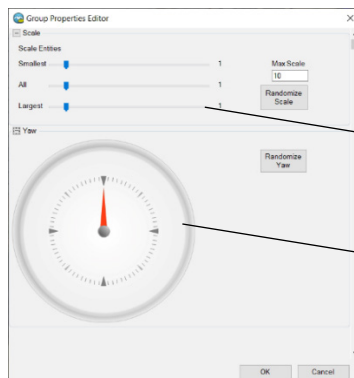 Group Properties Editor
Scale
Scale Entities
Smallest 1
Max Scale
10
All 1
Randomize
Scale
Largest 1
Yaw
Randomize
Yaw
OK Cancel